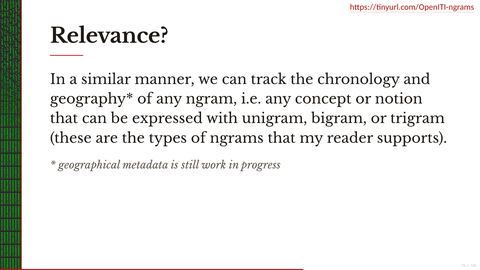 https://tinyurl.com/OpenITI-ngrams
Relevance?
In a similar manner, we can track the chronology and
geography* of any ngram, i.e. any concept or notion
that can be expressed with unigram, bigram, or trigram
(these are the types of ngrams that my reader supports).
* geographical metadata is still work in progress